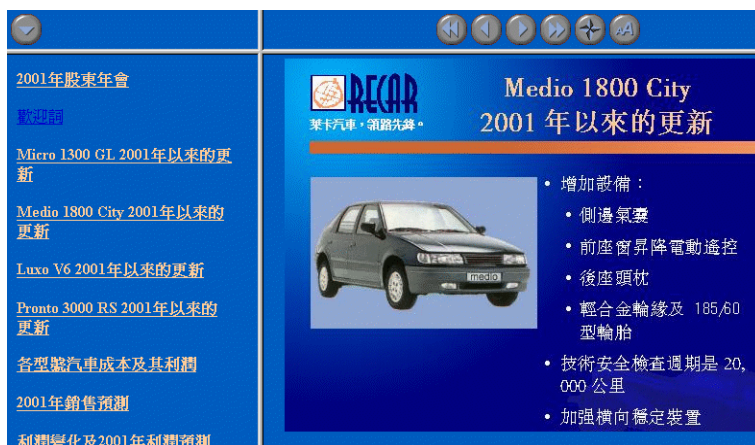 2001年股東年會
歡迎詞
Micro 1300 GL 2001年以來的更
新
Medio 1800 City 2001年以來的
更新
Luxo V6 2001年以來的更新
Pronto 3000 RS 2001年以來的
更新
各型號汽車成本及其利潤
2001年銷售預測
利潤變化及2001年利潤預測
AA
RECAR
萊卡汽車，領路先鋒。
Medio 1800 City
2001 年以來的更新
• 增加設備：
• 側邊氣囊
• 前座窗昇降電動遙控
• 後座頭枕
• 輕合金輪緣及 185/60
型輪胎
• 技術安全檢查週期是 20,
000 公里
• 加强橫向穩定裝置
medio